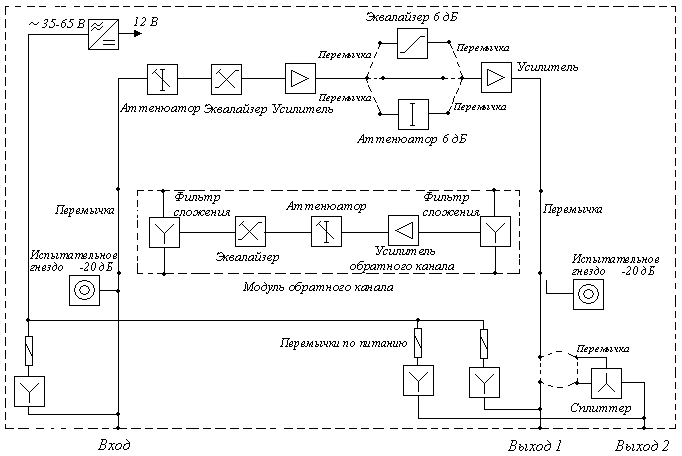 ~ 35-65 В
12 В
Эквалайзер 6 дБ
Перемычка
Перемычка
Усилитель
Аттенюатор
Эквалайзер
Усилитель
Перемычка
Перемычка
Аттенюатор 6 дБ
Фильтр
сложения
Аттенюатор
Фильтр
сложения
Перемычка
Перемычка
Эквалайзер
Усилитель
обратного канала
Испытательное
гнездо -20 дБ
Модуль обратного канала
Испытательное
гнездо -20 дБ
Перемычки по питанию
Перемычка
Сплиттер
Вход
Выход 1
Выход 2